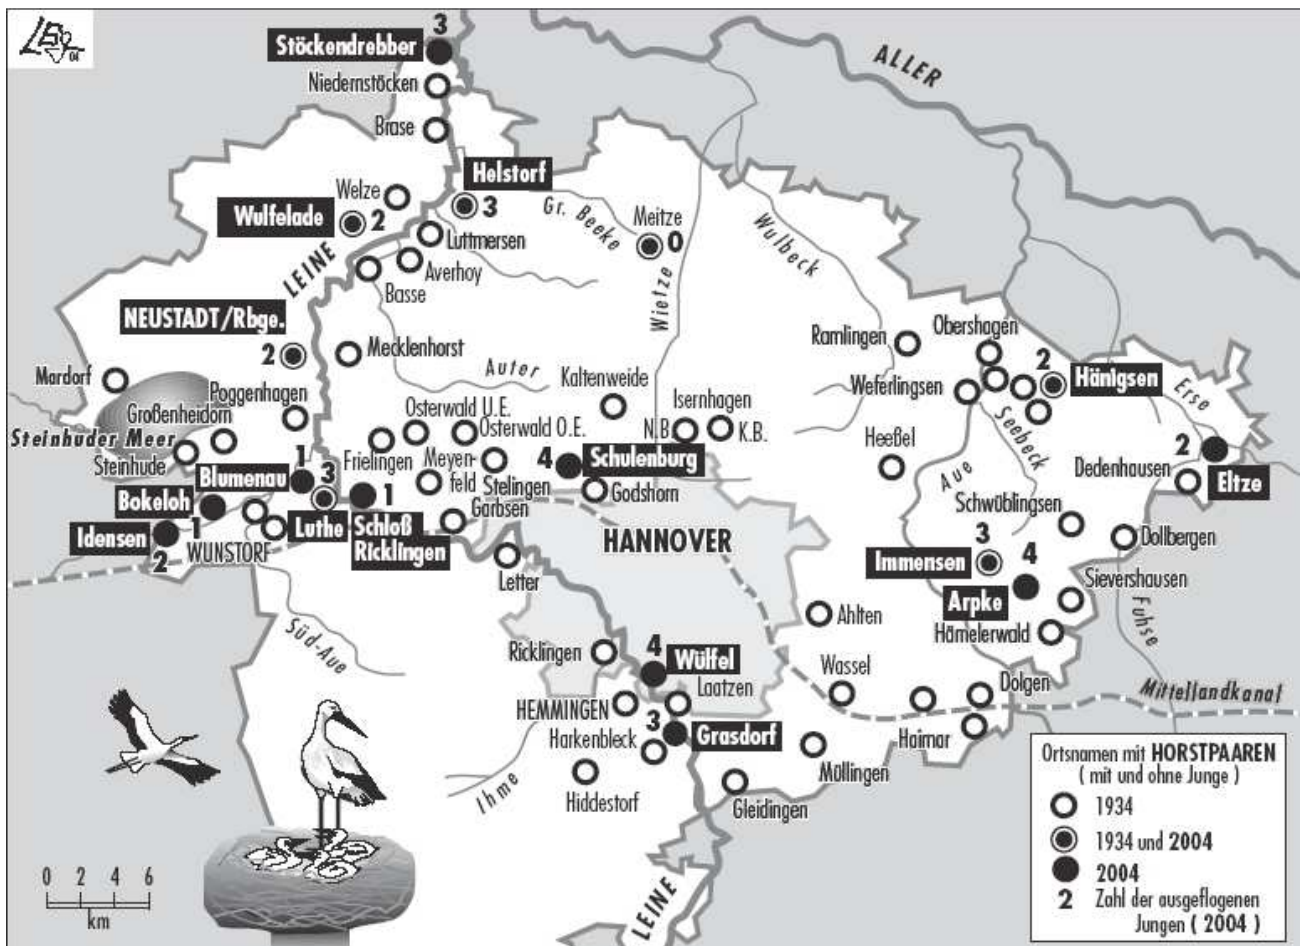 3
Stöckendrebber
Niedernstöcken
Brase
ALLER
Helstorf
3
Welze
Wulfelade
2
Gr. Beeke
Meitze
0
Wulbeck
Luttmersen
Averhoy
Basse
LEINE
Wietze
NEUSTADT/Rbge.
2
Mecklenhorst
Auter
Kaltenweide
Ramlingen
Obershagen
2
Hänigsen
Weferlingsen
Erse
Mardorf
Poggenhagen
Großenheidorn
Steinhuder Meer
Steinhude
Osterwald U.E.
Osterwald O.E.
Isernhagen
N.B.
K.B.
Seebeck
Heeßel
Aue
2
Eltze
Dedenhausen
Frielingen
Meyen-
feld
Stelingen
4
Schulenburg
Godshorn
Blumenau
1
3
1
Bokeloh
1
Idensen
2
WUNSTORF
Luthe
Schloß
Ricklingen
Garbsen
HANNOVER
Letter
Schwüblingsen
Dollbergen
3
Immensen
4
Arpke
Sievershausen
Hämelerwald
Fuhse
Ahlten
Süd-Aue
Ricklingen
4
Wülfel
Laatzen
Wassel
Dolgen
Mittellandkanal
HEMMINGEN
3
Grasdorf
Harkenbleck
Haimar
Müllingen
Hiddestorf
Gleidingen
Ihme
LEINE
0 2 4 6
km
Ortsnamen mit HORSTPAAREN
( mit und ohne Junge )
1934
1934 und 2004
2004
2 Zahl der ausgeflogenen
Jungen ( 2004 )